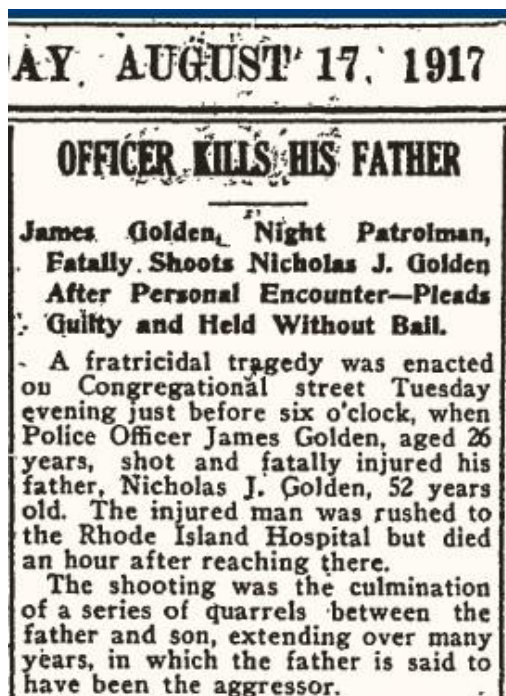 AY, AUGUST 17, 1917
OFFICER KILLS HIS FATHER
James Golden, Night Patrolman,
Fatally Shoots Nicholas J. Golden
After Personal Encounter—Pleads
Guilty and Held Without Bail.
A fratricidal tragedy was enacted
on Congregational street Tuesday
evening just before six o'clock, when
Police Officer James Golden, aged 26
years, shot and fatally injured his
father, Nicholas J. Golden, 52 years
old. The injured man was rushed to
the Rhode Island Hospital but died
an hour after reaching there.
The shooting was the culmination
of a series of quarrels between the
father and son, extending over many
years, in which the father is said to
have been the aggressor.